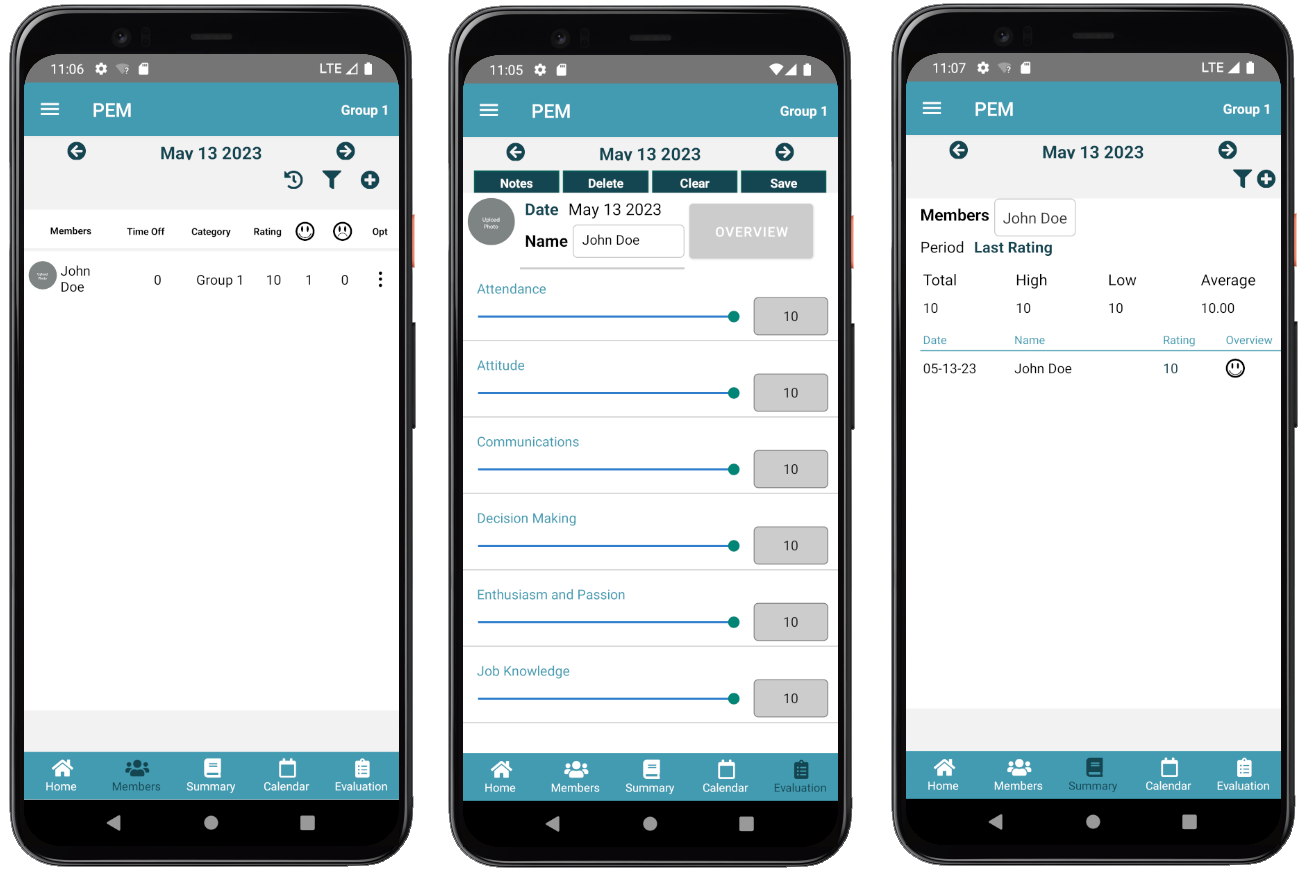 11:06
LTE
PEM
Group 1
May 13 2023
Members Time Off Category Rating Opt
Upload
Photo
John
Doe
0 Group 1 10 1 0
Home Members Summary Calendar Evaluation
11:05
PEM
Group 1
May 13 2023
Notes Delete Clear Save
Upload
Photo
Date May 13 2023
Name John Doe
OVERVIEW
Attendance
10
Attitude
10
Communications
10
Decision Making
10
Enthusiasm and Passion
10
Job Knowledge
10
Home Members Summary Calendar Evaluation
11:07
LTE
PEM
Group 1
May 13 2023
Members John Doe
Period Last Rating
Total High Low Average
10 10 10 10.00
Date Name Rating Overview
05-13-23 John Doe 10
Home Members Summary Calendar Evaluation